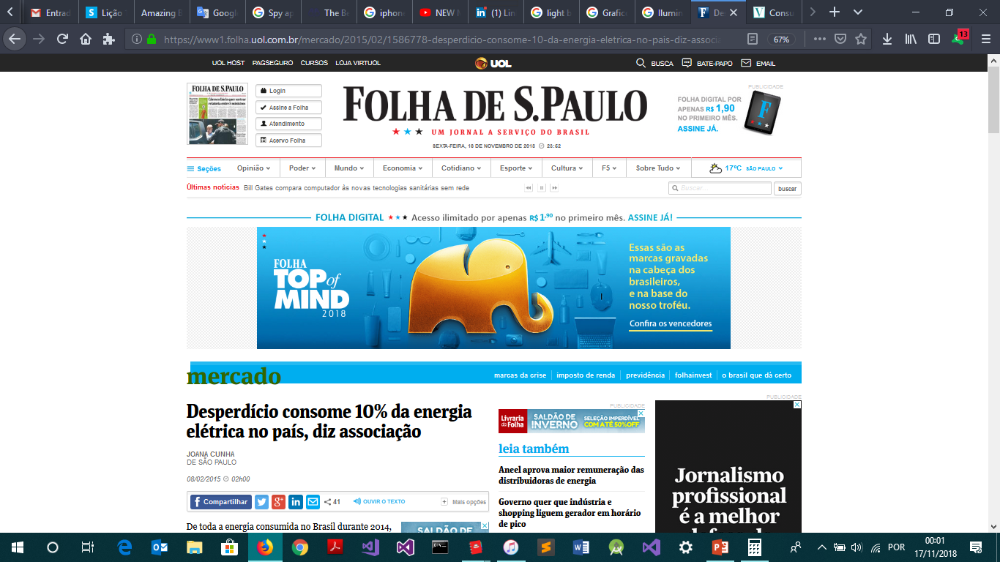 Entrad
Lição
Amazing E
Google
Spy ap
The Be
iphone
NEW M
(1) Lin
light b
Grafico
Ilumin
De
Consu
https://www1.folha.uol.com.br/mercado/2015/02/1586778-desperdicio-consome-10-da-energia-eletrica-no-pais-diz-associ
67%
13
UOL HOST PAGSEGURO CURSOS LOJA VIRTUOL
UOL
BUSCA BATE-PAPO EMAIL
FOLHA DE S.PAULO
Login
Assine a Folha
Atendimento
Acervo Folha
FOLHA DE S.PAULO
UM JORNAL A SERVIÇO DO BRASIL
SEXTA-FEIRA, 16 DE NOVEMBRO DE 2018 23:52
PUBLICIDADE
FOLHA DIGITAL POR
APENAS R$ 1,90
NO PRIMEIRO MÊS.
ASSINE JÁ.
F
Seções Opinião Poder Mundo Economia Cotidiano Esporte Cultura F5 Sobre Tudo 17ºC SÃO PAULO
Últimas notícias Bill Gates compara computador ás novas tecnologias sanitárias sem rede
Buscar... buscar
FOLHA DIGITAL Acesso ilimitado por apenas R$ 1,90 no primeiro mês. ASSINE JÁ!
FOLHA
TOP of
MIND
2018
Essas são as
marcas gravadas
na cabeça dos
brasileiros,
e na base do
nosso troféu.
Confira os vencedores
mercado
marcas da crise imposto de renda previdência folhainvest o brasil que dá certo
Desperdício consome 10% da energia
elétrica no país, diz associação
JOANA CUNHA
DE SÃO PAULO
08/02/2015 02h00
Compartilhar 41 OUVIR O TEXTO Mais opções
De toda a energia consumida no Brasil durante 2014,
SALDÃO DE
PUBLICIDADE
Livraria
da Folha
SALDÃO DE
INVERNO
SELEÇÃO IMPERDÍVEL
COM ATÉ 50%OFF
leia também
Aneel aprova maior remuneração das
distribuidoras de energia
Governo quer que indústria e
shopping liguem gerador em horário
de pico
PUBLICIDADE
Jornalismo
profissional
é a melhor
POR
00:01
17/11/2018